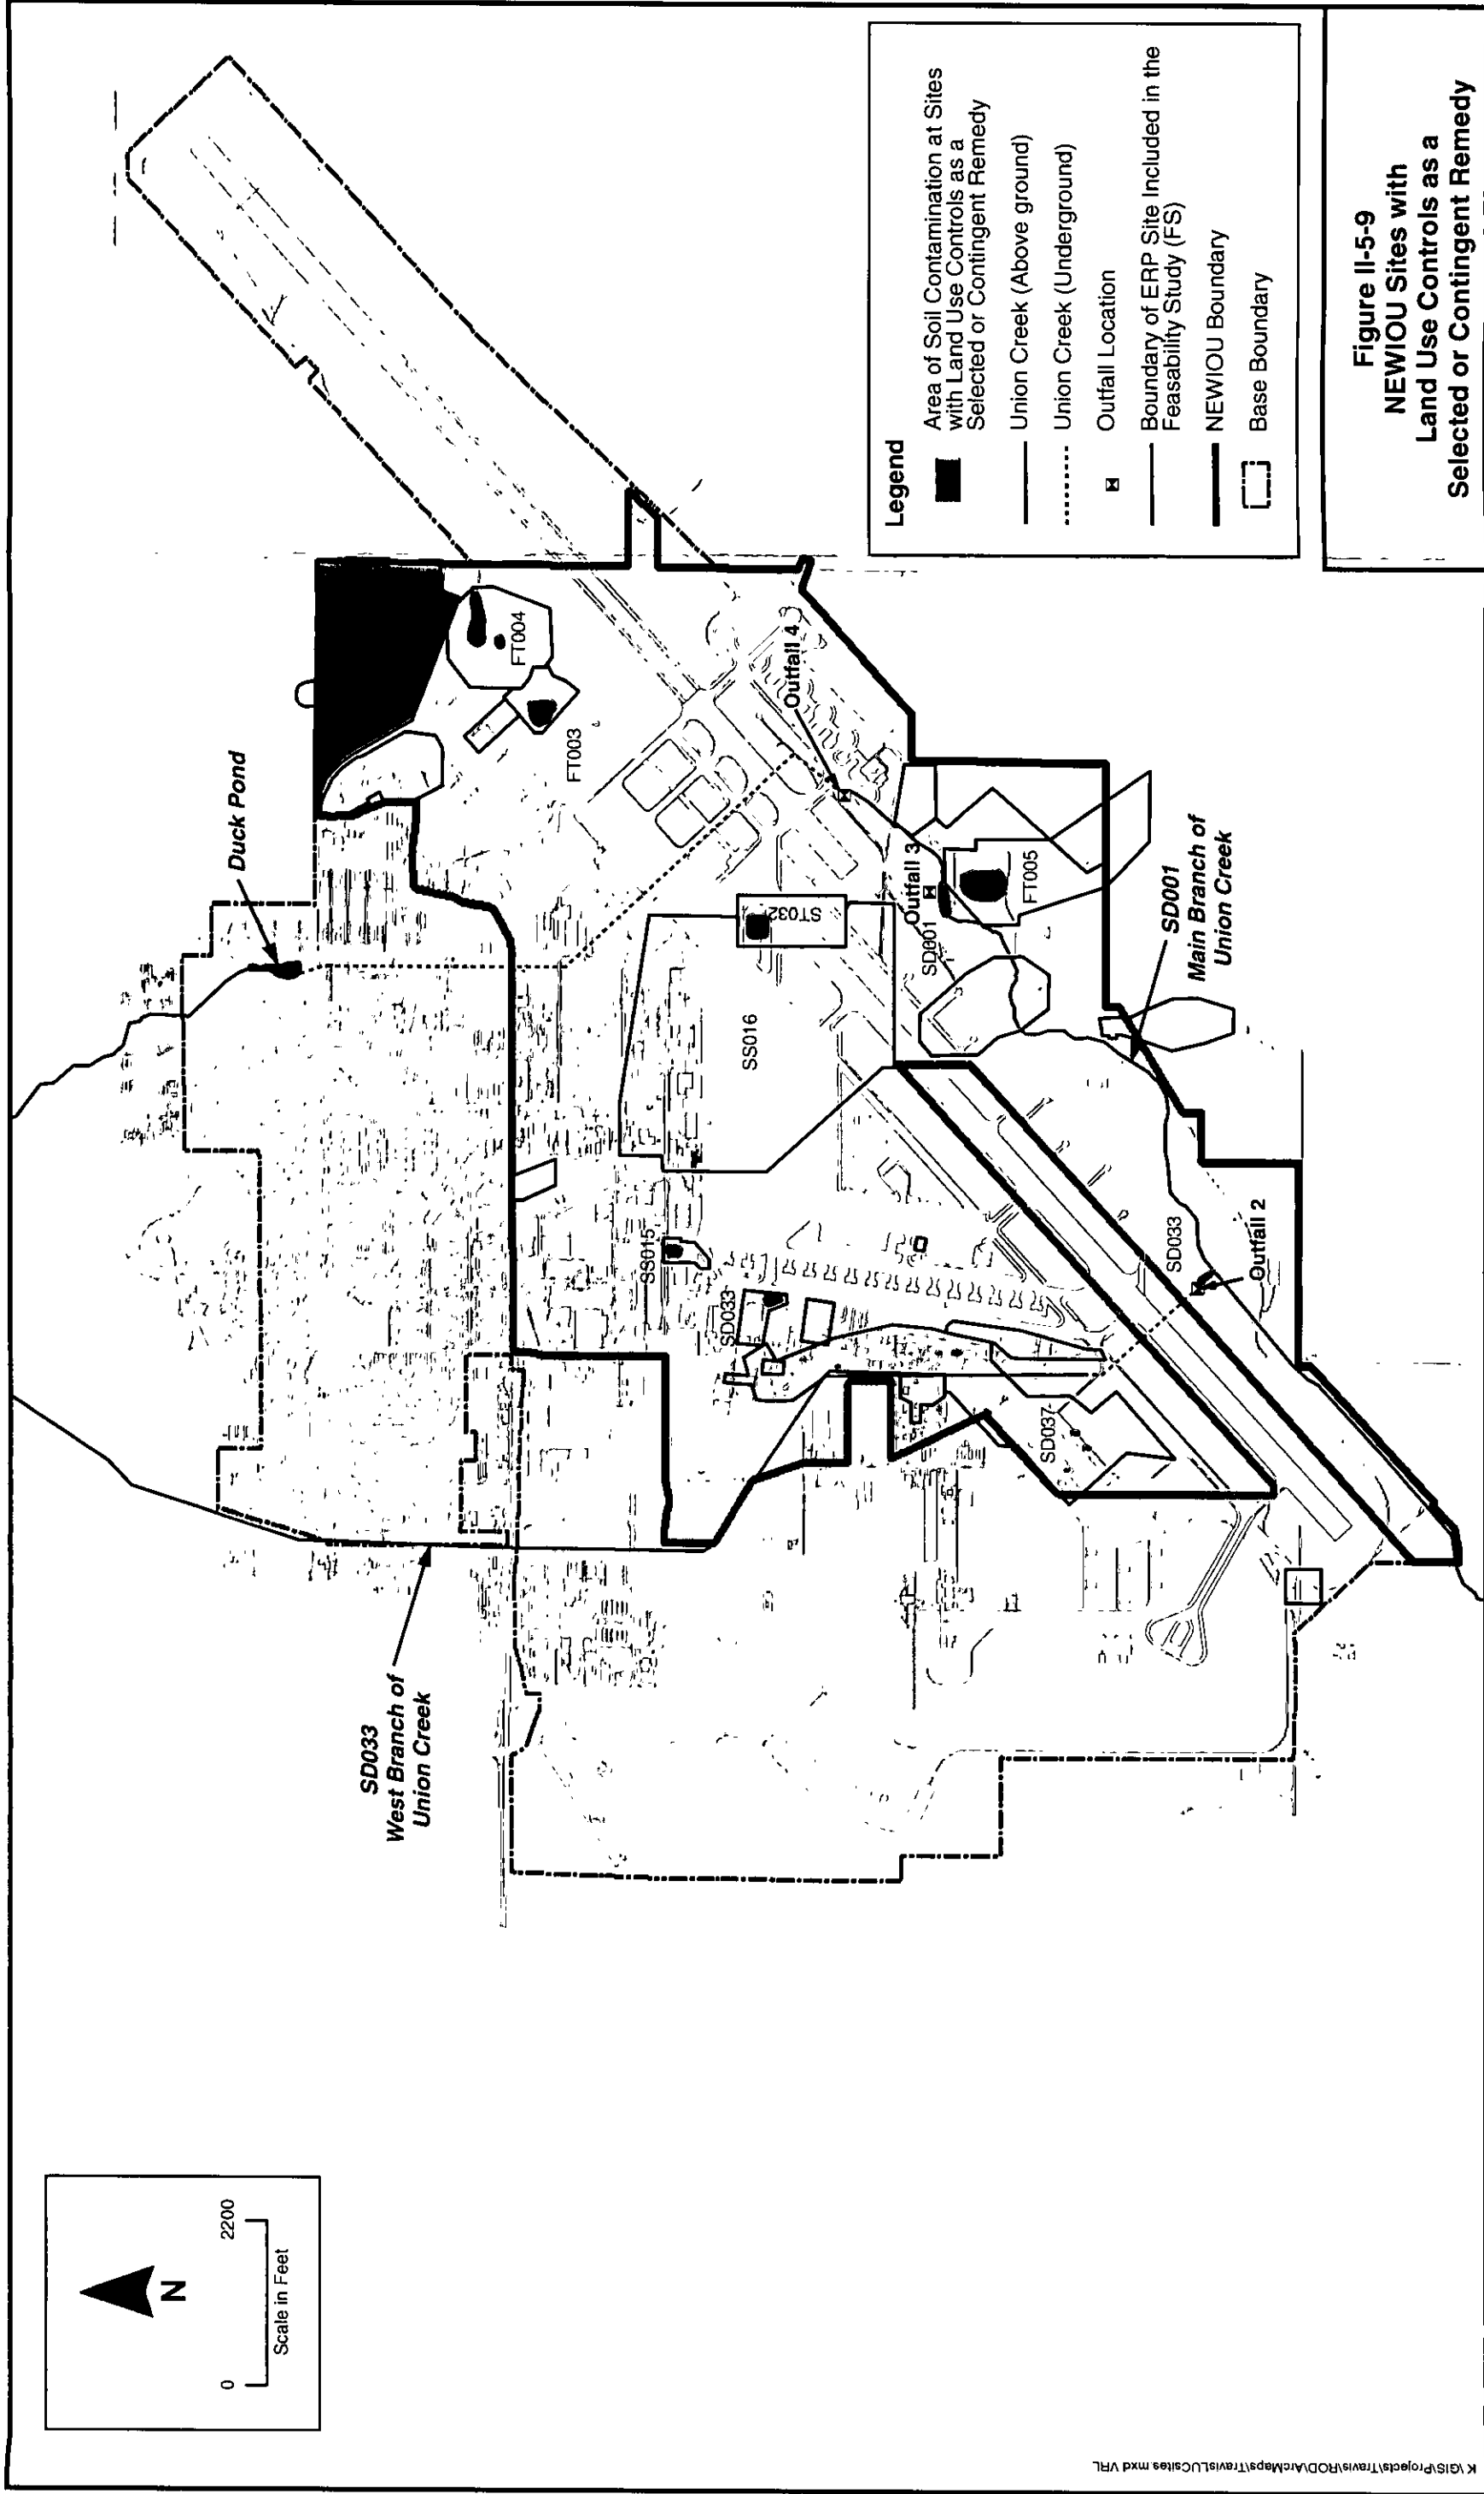 N
0
2200
Scale in Feet
SD033
West Branch of
Union Creek
Duck Pond
FT004
FT003
Outfall 4
Outfall 3
SD001
FT005
ST032
SS016
SD001
Main Branch of
Union Creek
SS015
SD033
SD037
SD033
Outfall 2
Legend
Area of Soil Contamination at Sites
with Land Use Controls as a
Selected or Contingent Remedy
Union Creek (Above ground)
Union Creek (Underground)
Outfall Location
Boundary of ERP Site Included in the
Feasability Study (FS)
NEWIOU Boundary
Base Boundary
Figure II-5-9
NEWIOU Sites with
Land Use Controls as a
Selected or Contingent Remedy
K:\GIS\Projects\Travis\ROD\ArcMaps\TravisLUCsites.mxd VRL